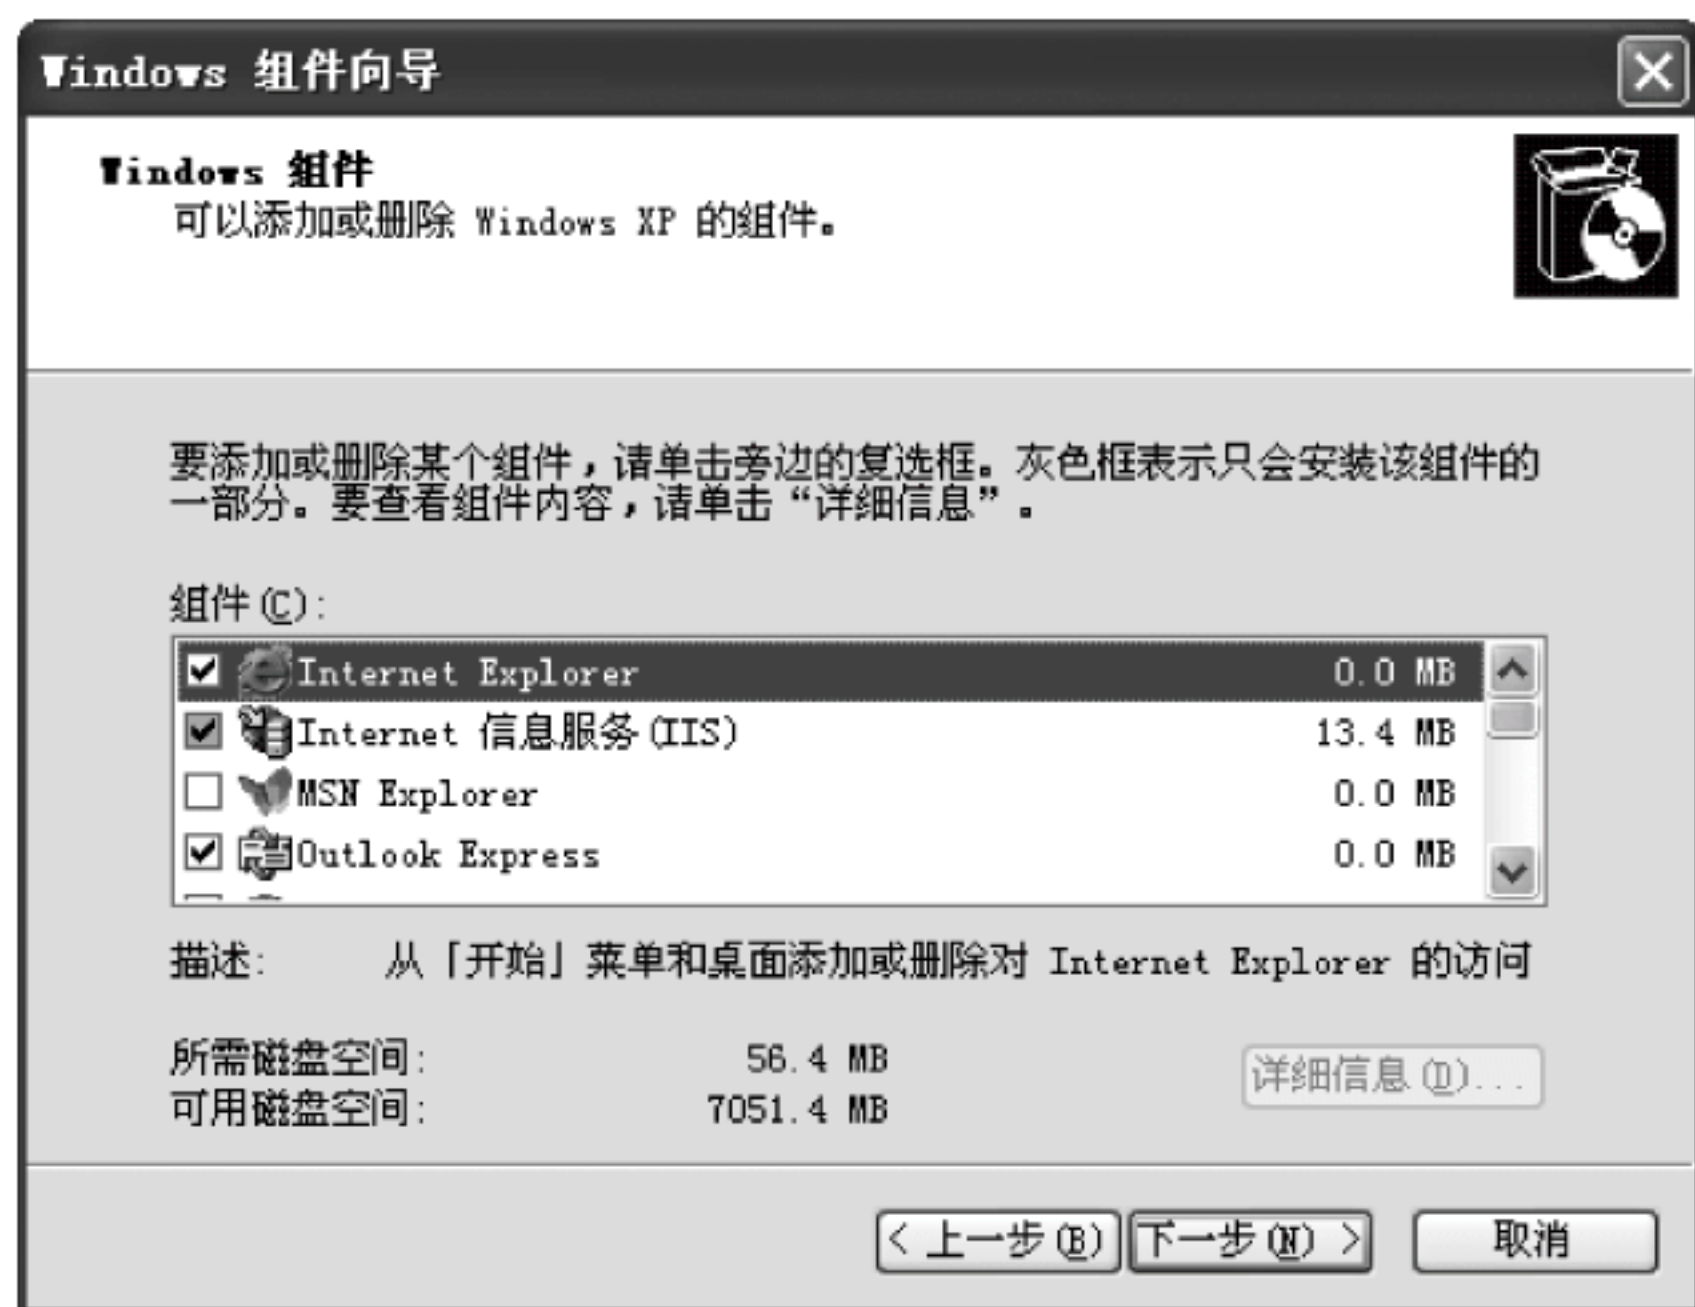 Windows 组件向导
Windows 组件
可以添加或删除 Windows XP 的组件。
要添加或删除某个组件，请单击旁边的复选框。灰色框表示只会安装该组件的
一部分。要查看组件内容，请单击“详细信息”。
组件(C):
Internet Explorer 0.0 MB
Internet 信息服务(IIS) 13.4 MB
MSN Explorer 0.0 MB
Outlook Express 0.0 MB
描述: 从「开始」菜单和桌面添加或删除对 Internet Explorer 的访问
所需磁盘空间: 56.4 MB
可用磁盘空间: 7051.4 MB
详细信息(D)...
< 上一步(B) 下一步(N) > 取消